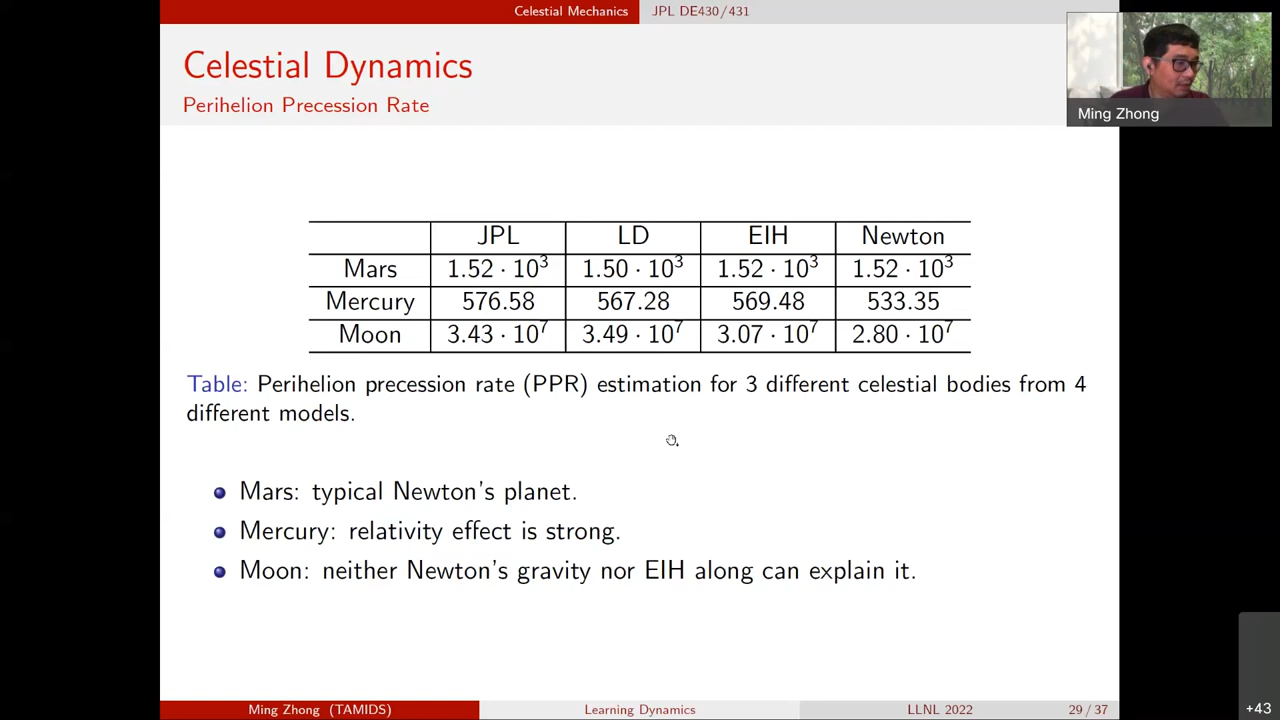 Celestial Mechanics JPL DE430/431
Celestial Dynamics
Perihelion Precession Rate
Ming Zhong
JPL LD EIH Newton
Mars 1.52 · 10³ 1.50 · 10³ 1.52 · 10³ 1.52 · 10³
Mercury 576.58 567.28 569.48 533.35
Moon 3.43 · 10⁷ 3.49 · 10⁷ 3.07 · 10⁷ 2.80 · 10⁷
Table: Perihelion precession rate (PPR) estimation for 3 different celestial bodies from 4
different models.
Mars: typical Newton's planet.
Mercury: relativity effect is strong.
Moon: neither Newton's gravity nor EIH along can explain it.
Ming Zhong (TAMIDS) Learning Dynamics LLNL 2022 29 / 37
+43